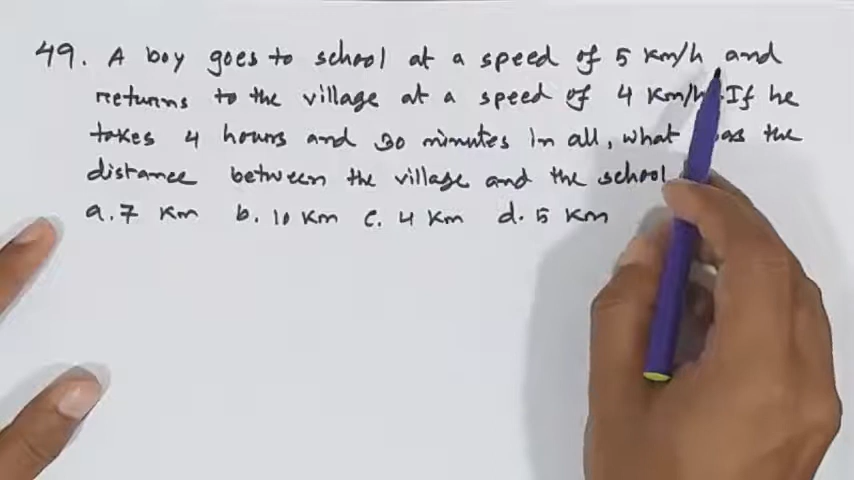 49. A boy goes to school at a speed of 5 km/h and
returns to the village at a speed of 4 km/h. If he
takes 4 hours and 30 minutes in all, what the
distance between the village and the school
a. 7 km b. 10 km c. 4 km d. 5 km